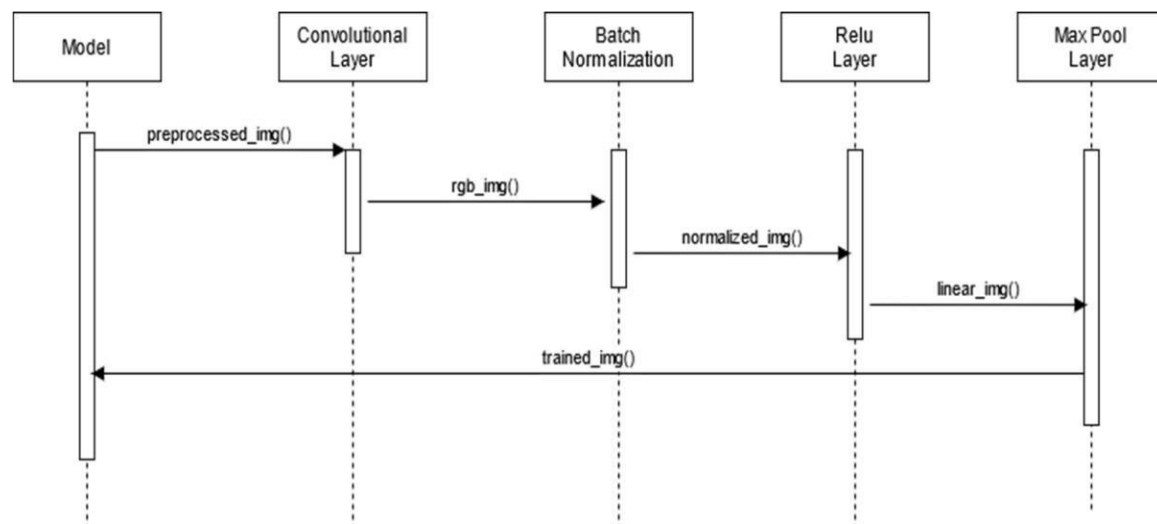 Model
Convolutional
Layer
Batch
Normalization
Relu
Layer
Max Pool
Layer
preprocessed_img()
rgb_img()
normalized_img()
linear_img()
trained_img()